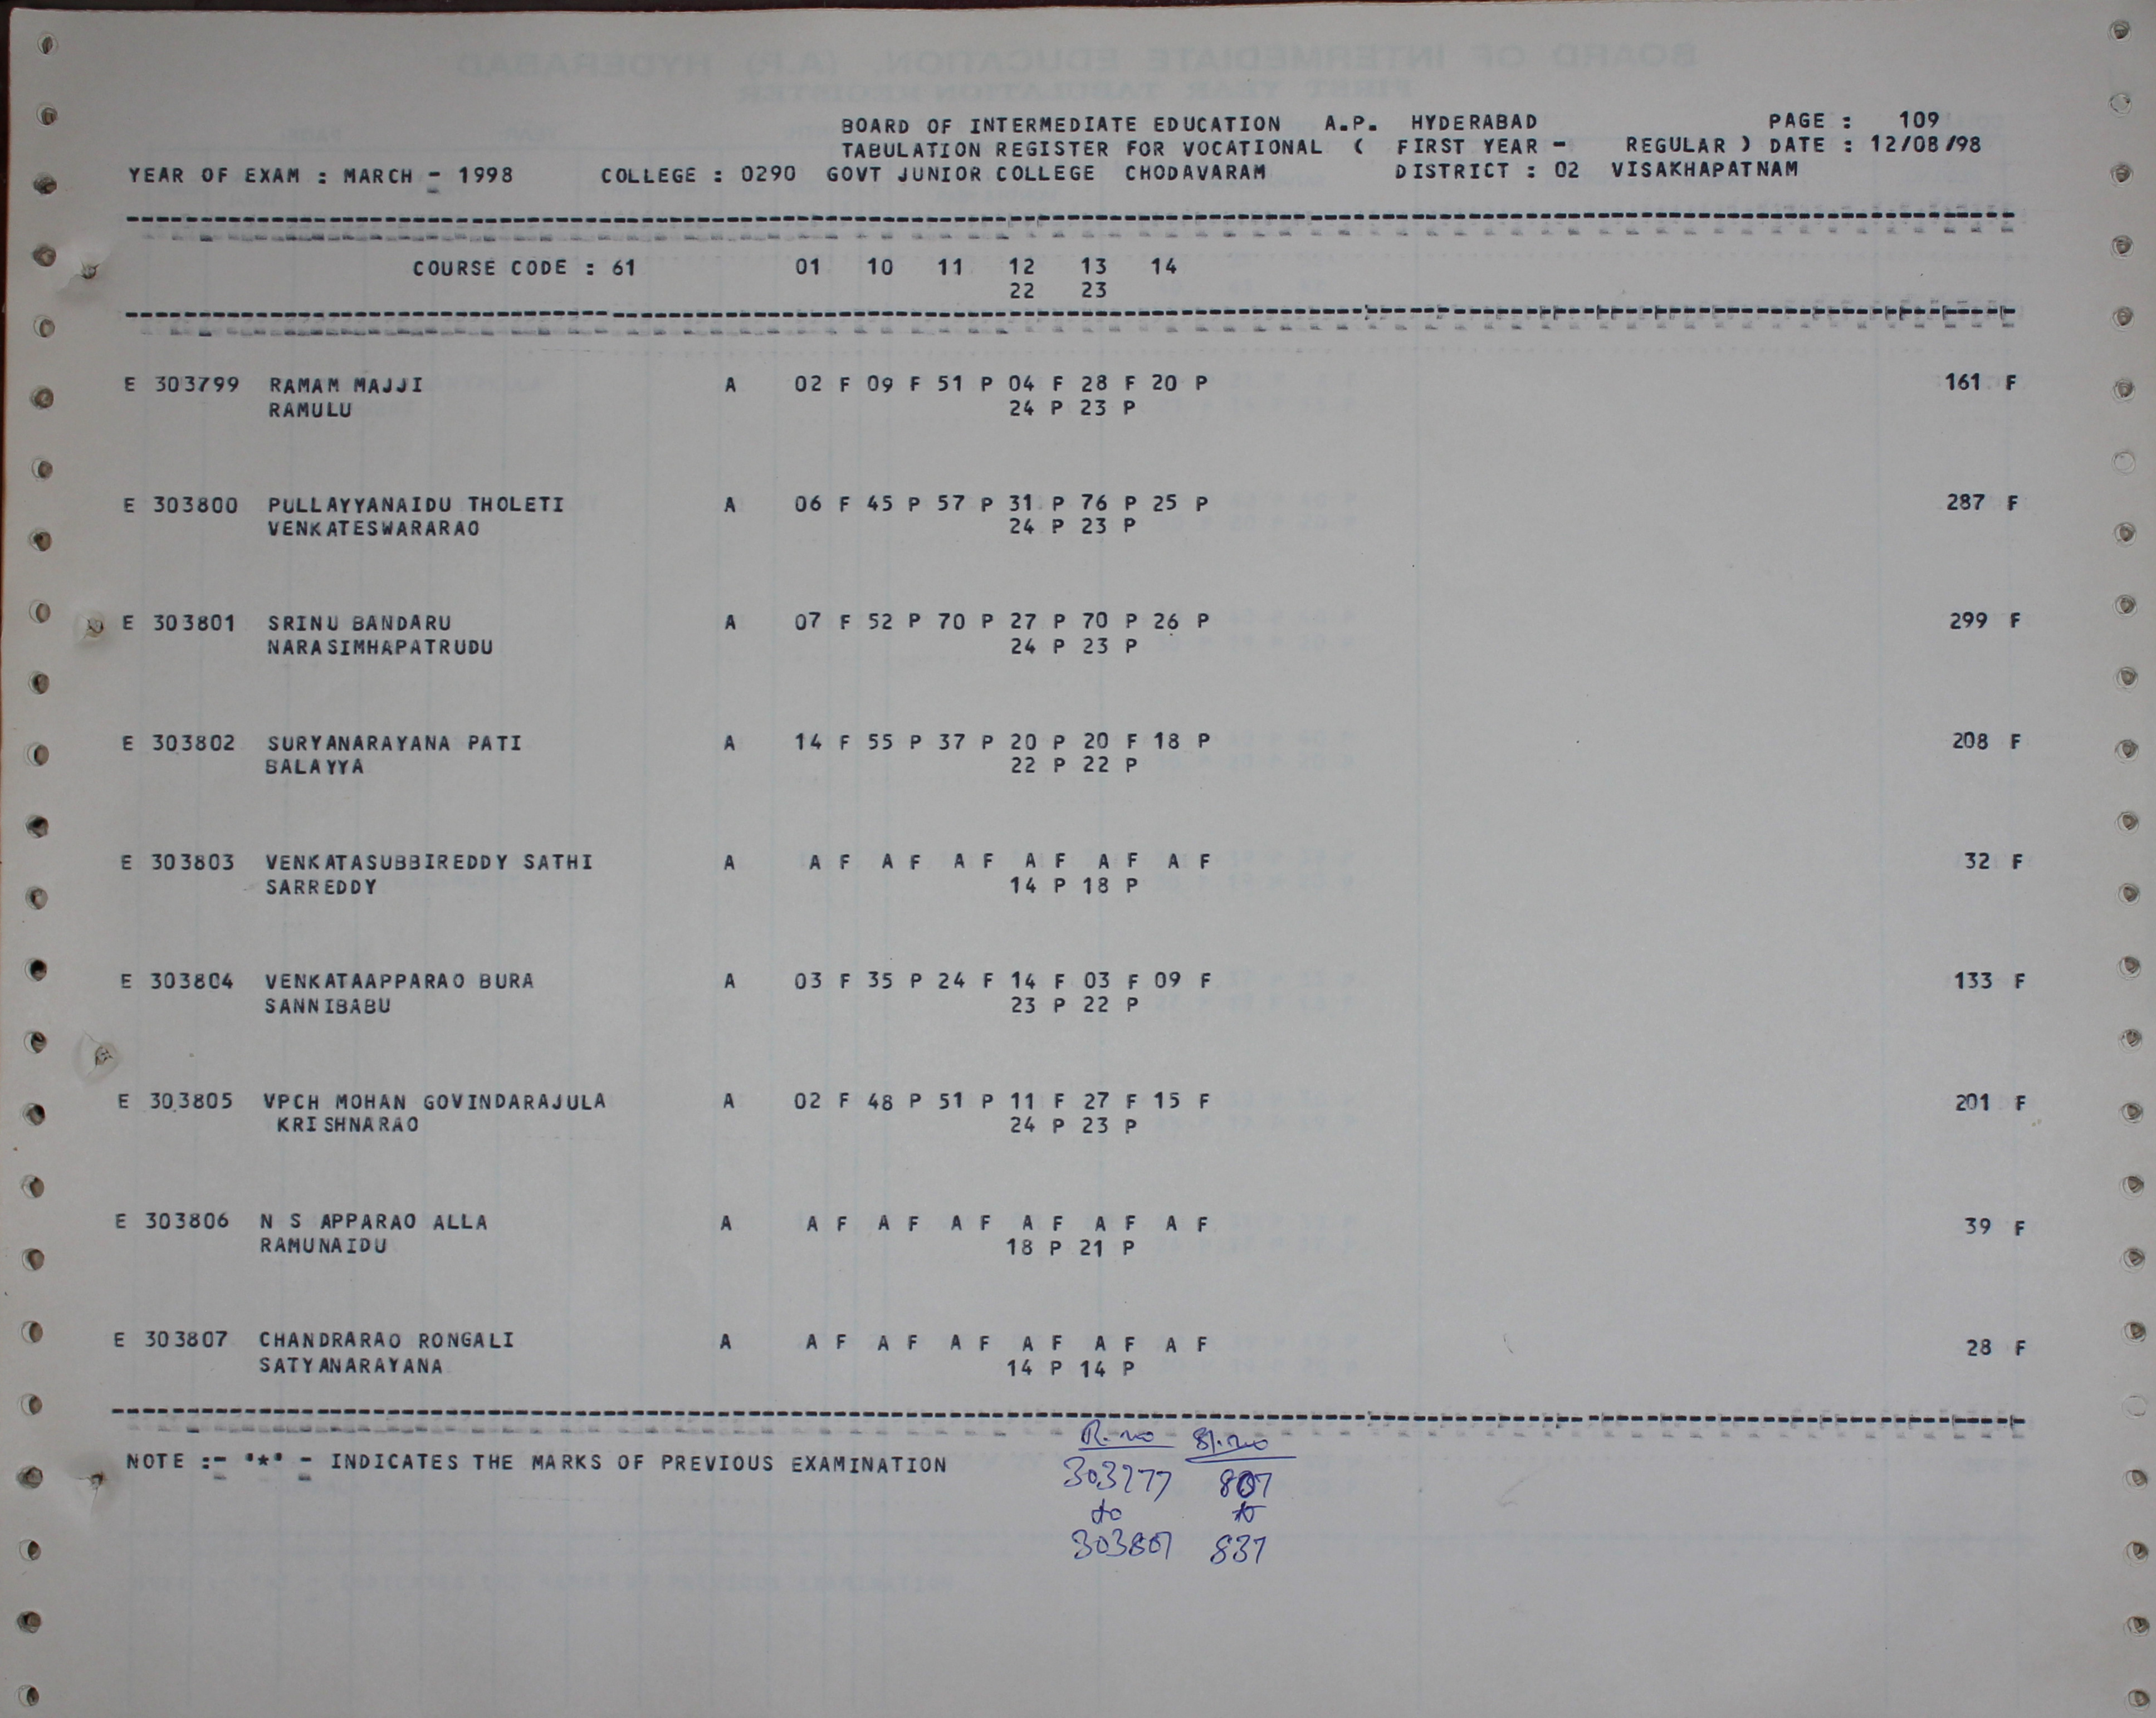 BOARD OF INTERMEDIATE EDUCATION A.P. HYDERABAD PAGE : 109
TABULATION REGISTER FOR VOCATIONAL ( FIRST YEAR - REGULAR ) DATE : 12/08/98
YEAR OF EXAM : MARCH - 1998 COLLEGE : 0290 GOVT JUNIOR COLLEGE CHODAVARAM DISTRICT : 02 VISAKHAPATNAM
COURSE CODE : 61 01 10 11 12 13 14
22 23
E 303799 RAMAM MAJJI A 02 F 09 F 51 P 04 F 28 F 20 P 161 F
RAMULU 24 P 23 P
E 303800 PULLAYYANAIDU THOLETI A 06 F 45 P 57 P 31 P 76 P 25 P 287 F
VENKATESWARARAO 24 P 23 P
E 303801 SRINU BANDARU A 07 F 52 P 70 P 27 P 70 P 26 P 299 F
NARASIMHAPATRUDU 24 P 23 P
E 303802 SURYANARAYANA PATI A 14 F 55 P 37 P 20 P 20 F 18 P 208 F
BALAYYA 22 P 22 P
E 303803 VENKATASUBBIREDDY SATHI A A F A F A F A F A F A F 32 F
SARREDDY 14 P 18 P
E 303804 VENKATAAPPARAO BURA A 03 F 35 P 24 F 14 F 03 F 09 F 133 F
SANNIBABU 23 P 22 P
E 303805 VPCH MOHAN GOVINDARAJULA A 02 F 48 P 51 P 11 F 27 F 15 F 201 F
KRISHNARAO 24 P 23 P
E 303806 N S APPARAO ALLA A A F A F A F A F A F A F 39 F
RAMUNAIDU 18 P 21 P
E 303807 CHANDRARAO RONGALI A A F A F A F A F A F A F 28 F
SATYANARAYANA 14 P 14 P
NOTE :- '*' - INDICATES THE MARKS OF PREVIOUS EXAMINATION
R.no Sl.no
303777 807
to to
303807 837